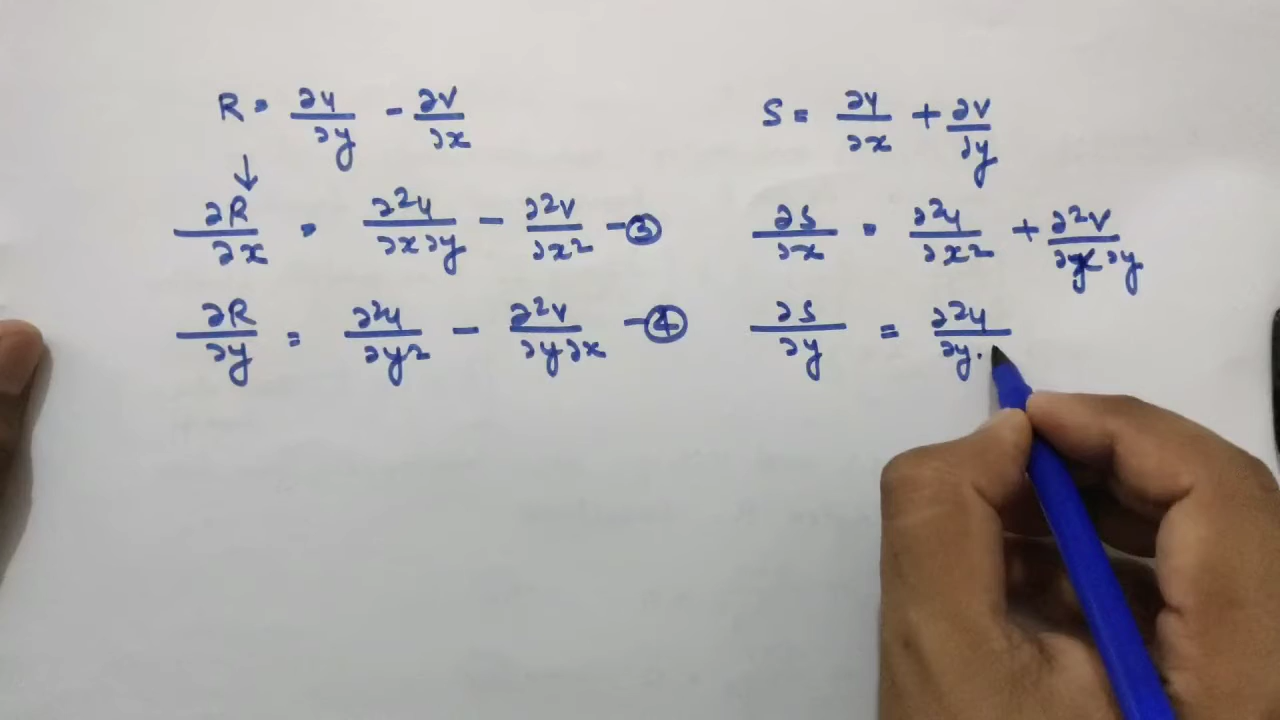 R = ∂u/∂y - ∂v/∂x
↓
∂R/∂x = ∂²u/∂x∂y - ∂²v/∂x² - ③
∂R/∂y = ∂²u/∂y² - ∂²v/∂y∂x - ④
S = ∂u/∂x + ∂v/∂y
∂S/∂x = ∂²u/∂x² + ∂²v/∂x∂y
∂S/∂y = ∂²u/∂y.